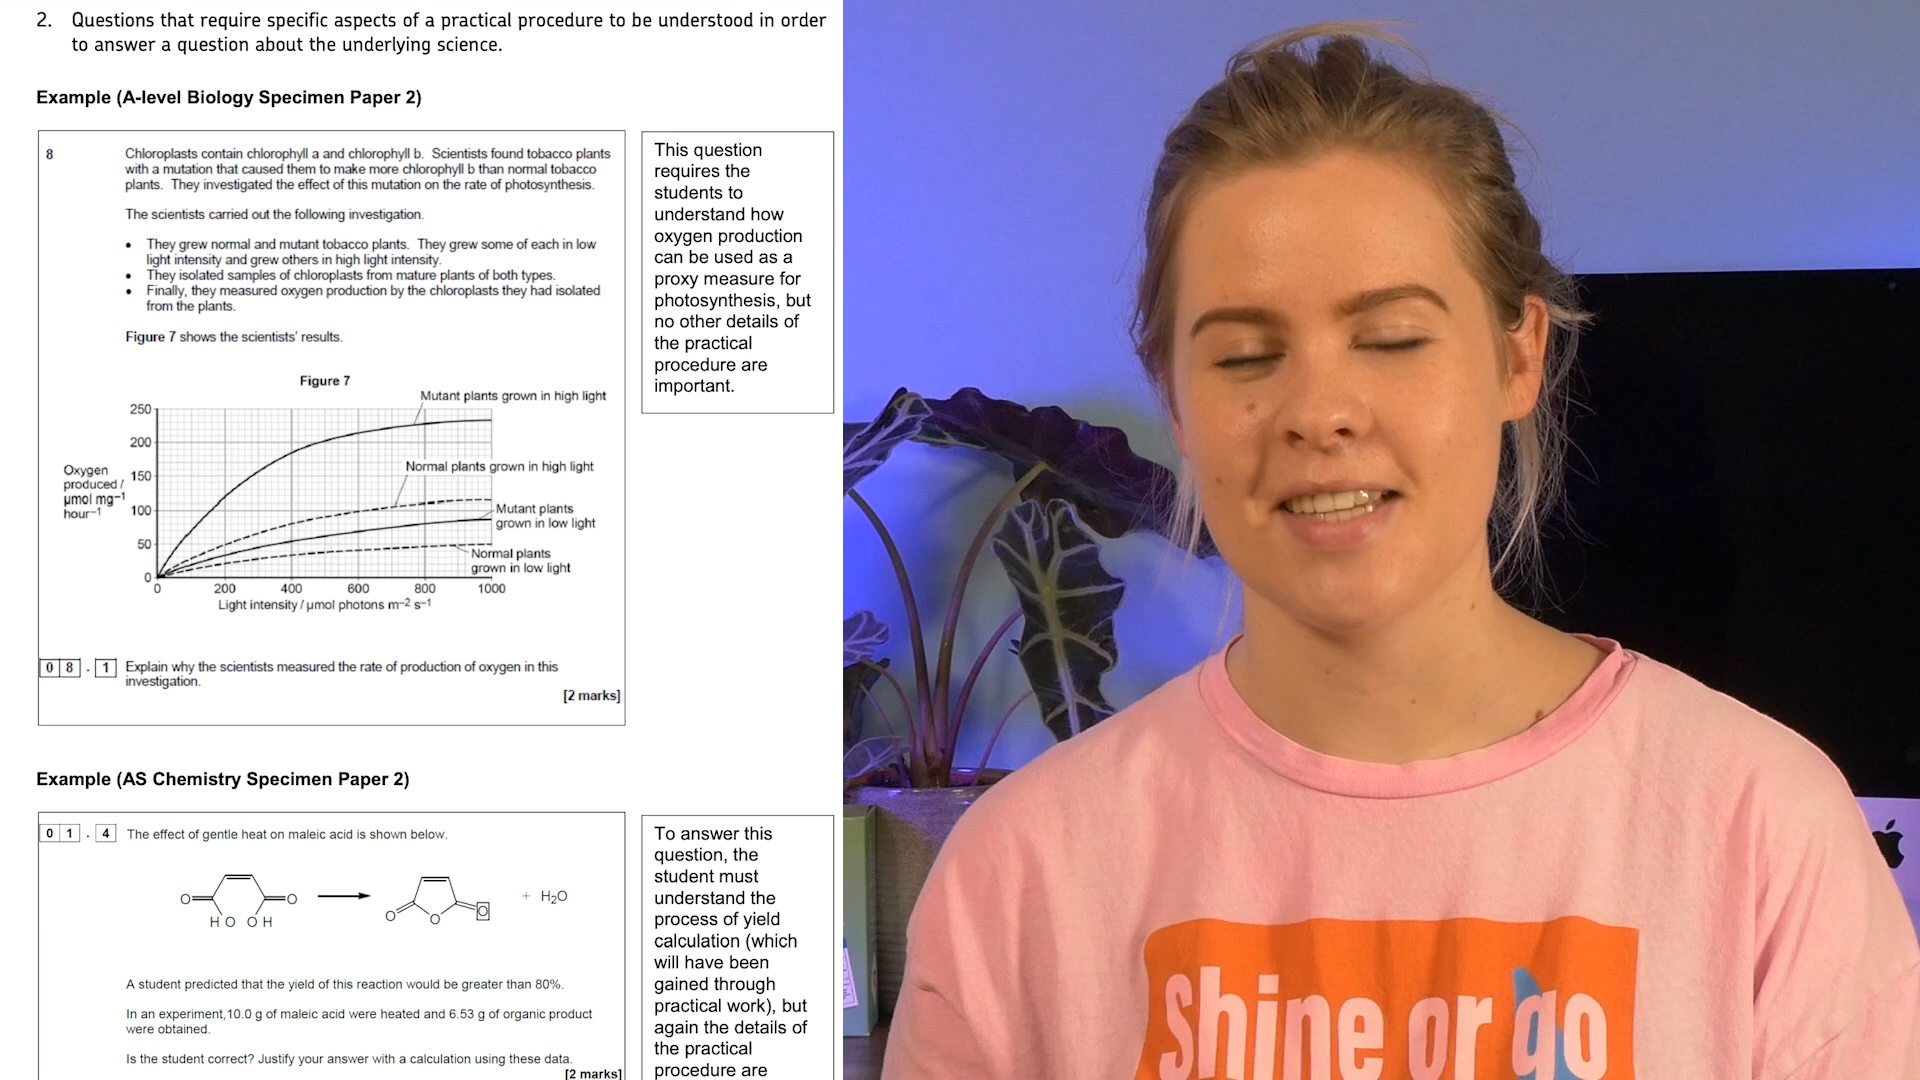 2. Questions that require specific aspects of a practical procedure to be understood in order
to answer a question about the underlying science.
Example (A-level Biology Specimen Paper 2)
8 Chloroplasts contain chlorophyll a and chlorophyll b. Scientists found tobacco plants
with a mutation that caused them to make more chlorophyll b than normal tobacco
plants. They investigated the effect of this mutation on the rate of photosynthesis.
The scientists carried out the following investigation.
• They grew normal and mutant tobacco plants. They grew some of each in low
light intensity and grew others in high light intensity.
• They isolated samples of chloroplasts from mature plants of both types.
• Finally, they measured oxygen production by the chloroplasts they had isolated
from the plants.
Figure 7 shows the scientists' results.
Figure 7
Mutant plants grown in high light
Normal plants grown in high light
Mutant plants
grown in low light
Normal plants
grown in low light
Oxygen
produced /
µmol mg⁻¹
hour⁻¹
250
200
150
100
50
0
0 200 400 600 800 1000
Light intensity / µmol photons m⁻² s⁻¹
0 8 . 1 Explain why the scientists measured the rate of production of oxygen in this
investigation.
[2 marks]
This question
requires the
students to
understand how
oxygen production
can be used as a
proxy measure for
photosynthesis, but
no other details of
the practical
procedure are
important.
Example (AS Chemistry Specimen Paper 2)
0 1 . 4 The effect of gentle heat on maleic acid is shown below.
O O
HO OH
O O O
+ H₂O
A student predicted that the yield of this reaction would be greater than 80%.
In an experiment,10.0 g of maleic acid were heated and 6.53 g of organic product
were obtained.
Is the student correct? Justify your answer with a calculation using these data.
[2 marks]
To answer this
question, the
student must
understand the
process of yield
calculation (which
will have been
gained through
practical work), but
again the details of
the practical
procedure are
Shine or go